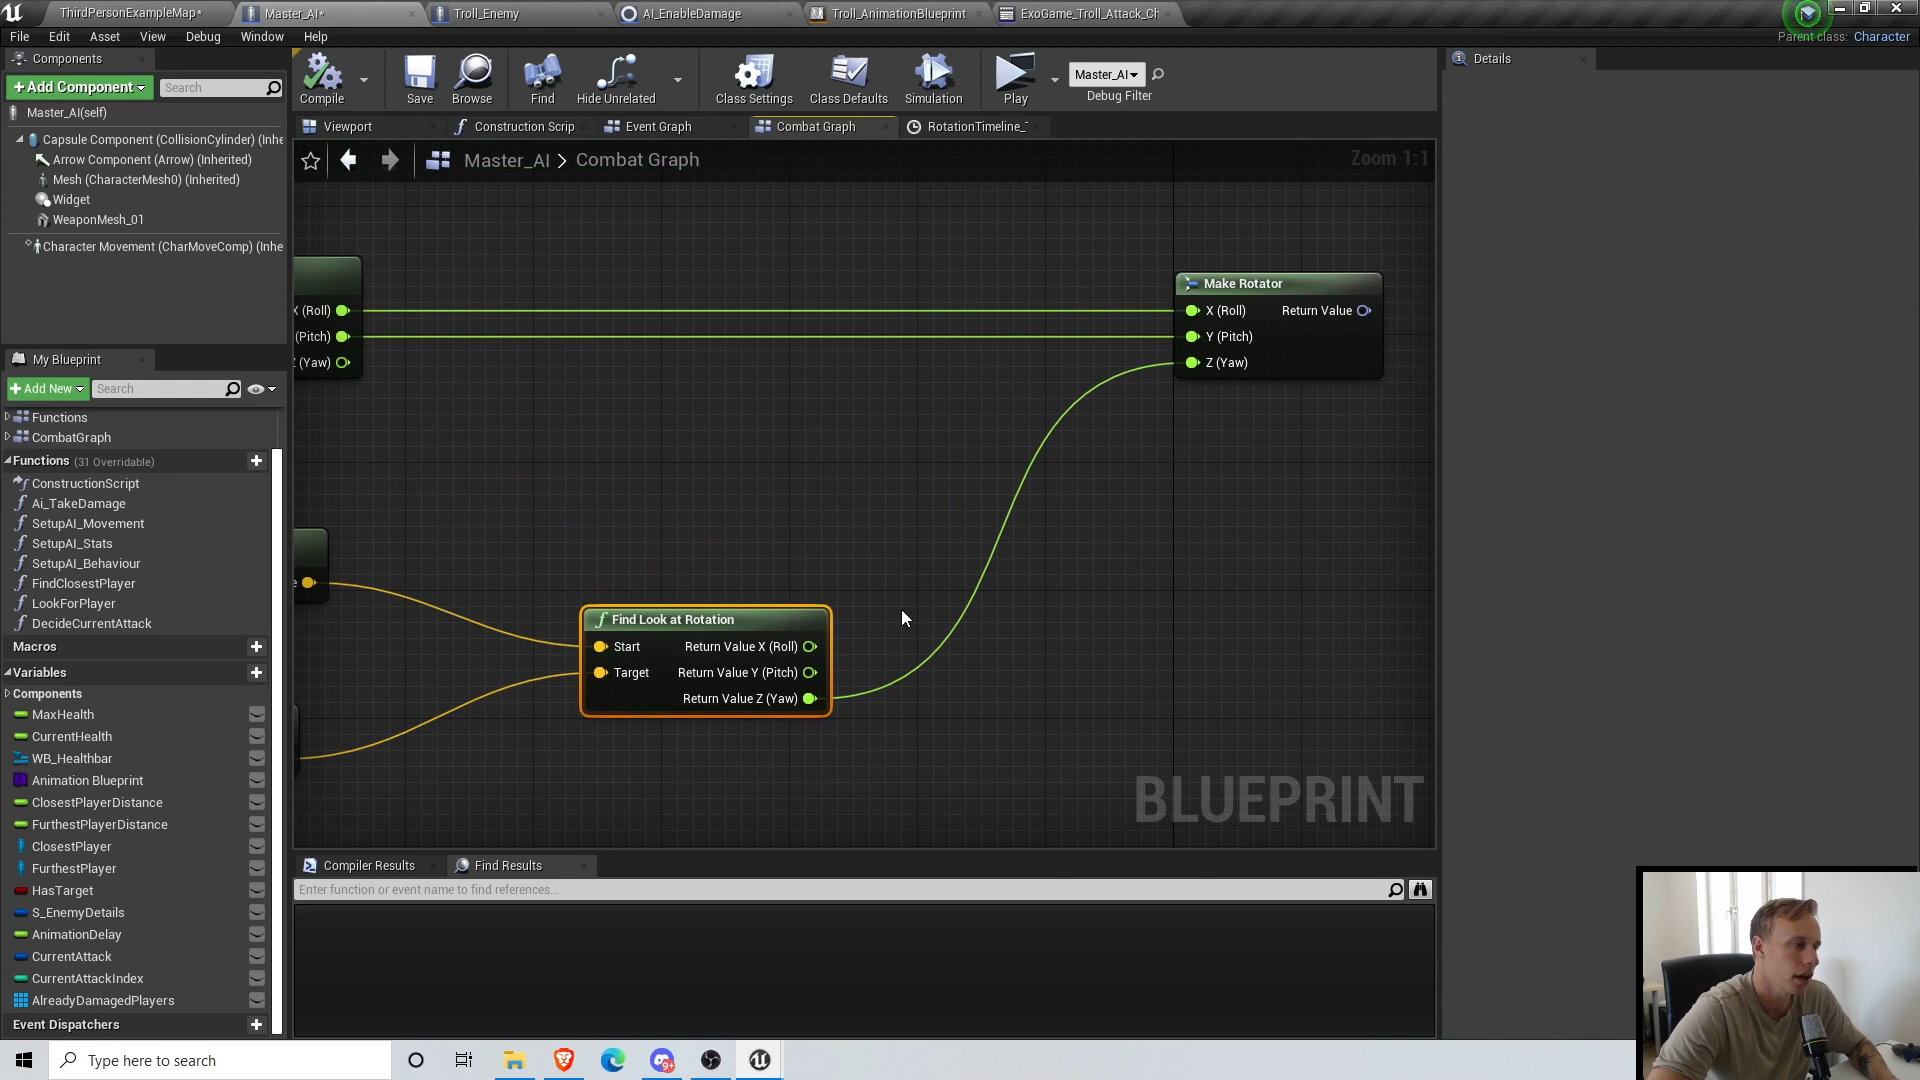 ThirdPersonExampleMap*
Master_AI*
Troll_Enemy
AI_EnableDamage
Troll_AnimationBlueprint
ExoGame_Troll_Attack_Ch
File Edit Asset View Debug Window Help
Parent class: Character
Components
+Add Component
Search
Master_AI(self)
Capsule Component (CollisionCylinder) (Inhe
Arrow Component (Arrow) (Inherited)
Mesh (CharacterMesh0) (Inherited)
Widget
WeaponMesh_01
Character Movement (CharMoveComp) (Inhe
Compile
Save
Browse
Find
Hide Unrelated
Class Settings
Class Defaults
Simulation
Play
Master_AI
Debug Filter
Details
Viewport
Construction Scrip
Event Graph
Combat Graph
RotationTimeline_
Master_AI > Combat Graph
Zoom 1:1
X (Roll)
(Pitch)
Z (Yaw)
Make Rotator
X (Roll) Return Value
Y (Pitch)
Z (Yaw)
Find Look at Rotation
Start Return Value X (Roll)
Target Return Value Y (Pitch)
Return Value Z (Yaw)
BLUEPRINT
My Blueprint
+Add New
Search
Functions
CombatGraph
Functions (31 Overridable)
ConstructionScript
Ai_TakeDamage
SetupAI_Movement
SetupAI_Stats
SetupAI_Behaviour
FindClosestPlayer
LookForPlayer
DecideCurrentAttack
Macros
Variables
Components
MaxHealth
CurrentHealth
WB_Healthbar
Animation Blueprint
ClosestPlayerDistance
FurthestPlayerDistance
ClosestPlayer
FurthestPlayer
HasTarget
S_EnemyDetails
AnimationDelay
CurrentAttack
CurrentAttackIndex
AlreadyDamagedPlayers
Event Dispatchers
Compiler Results
Find Results
Enter function or event name to find references...
Type here to search